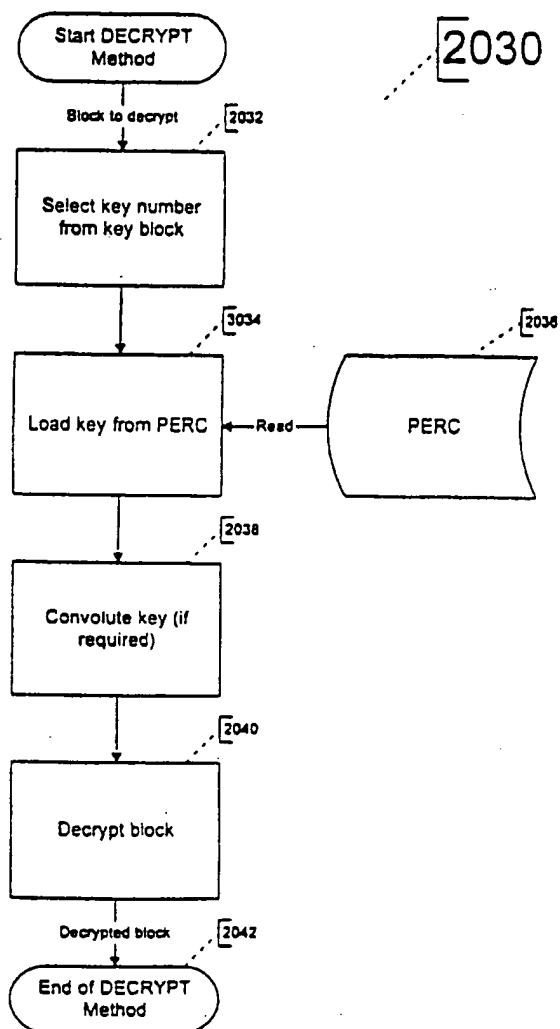 Start DECRYPT
Method
2030
Block to decrypt
2032
Select key number
from key block
3034
2036
Load key from PERC
Read
PERC
2038
Convolute key (if
required)
2040
Decrypt block
Decrypted block
2042
End of DECRYPT
Method